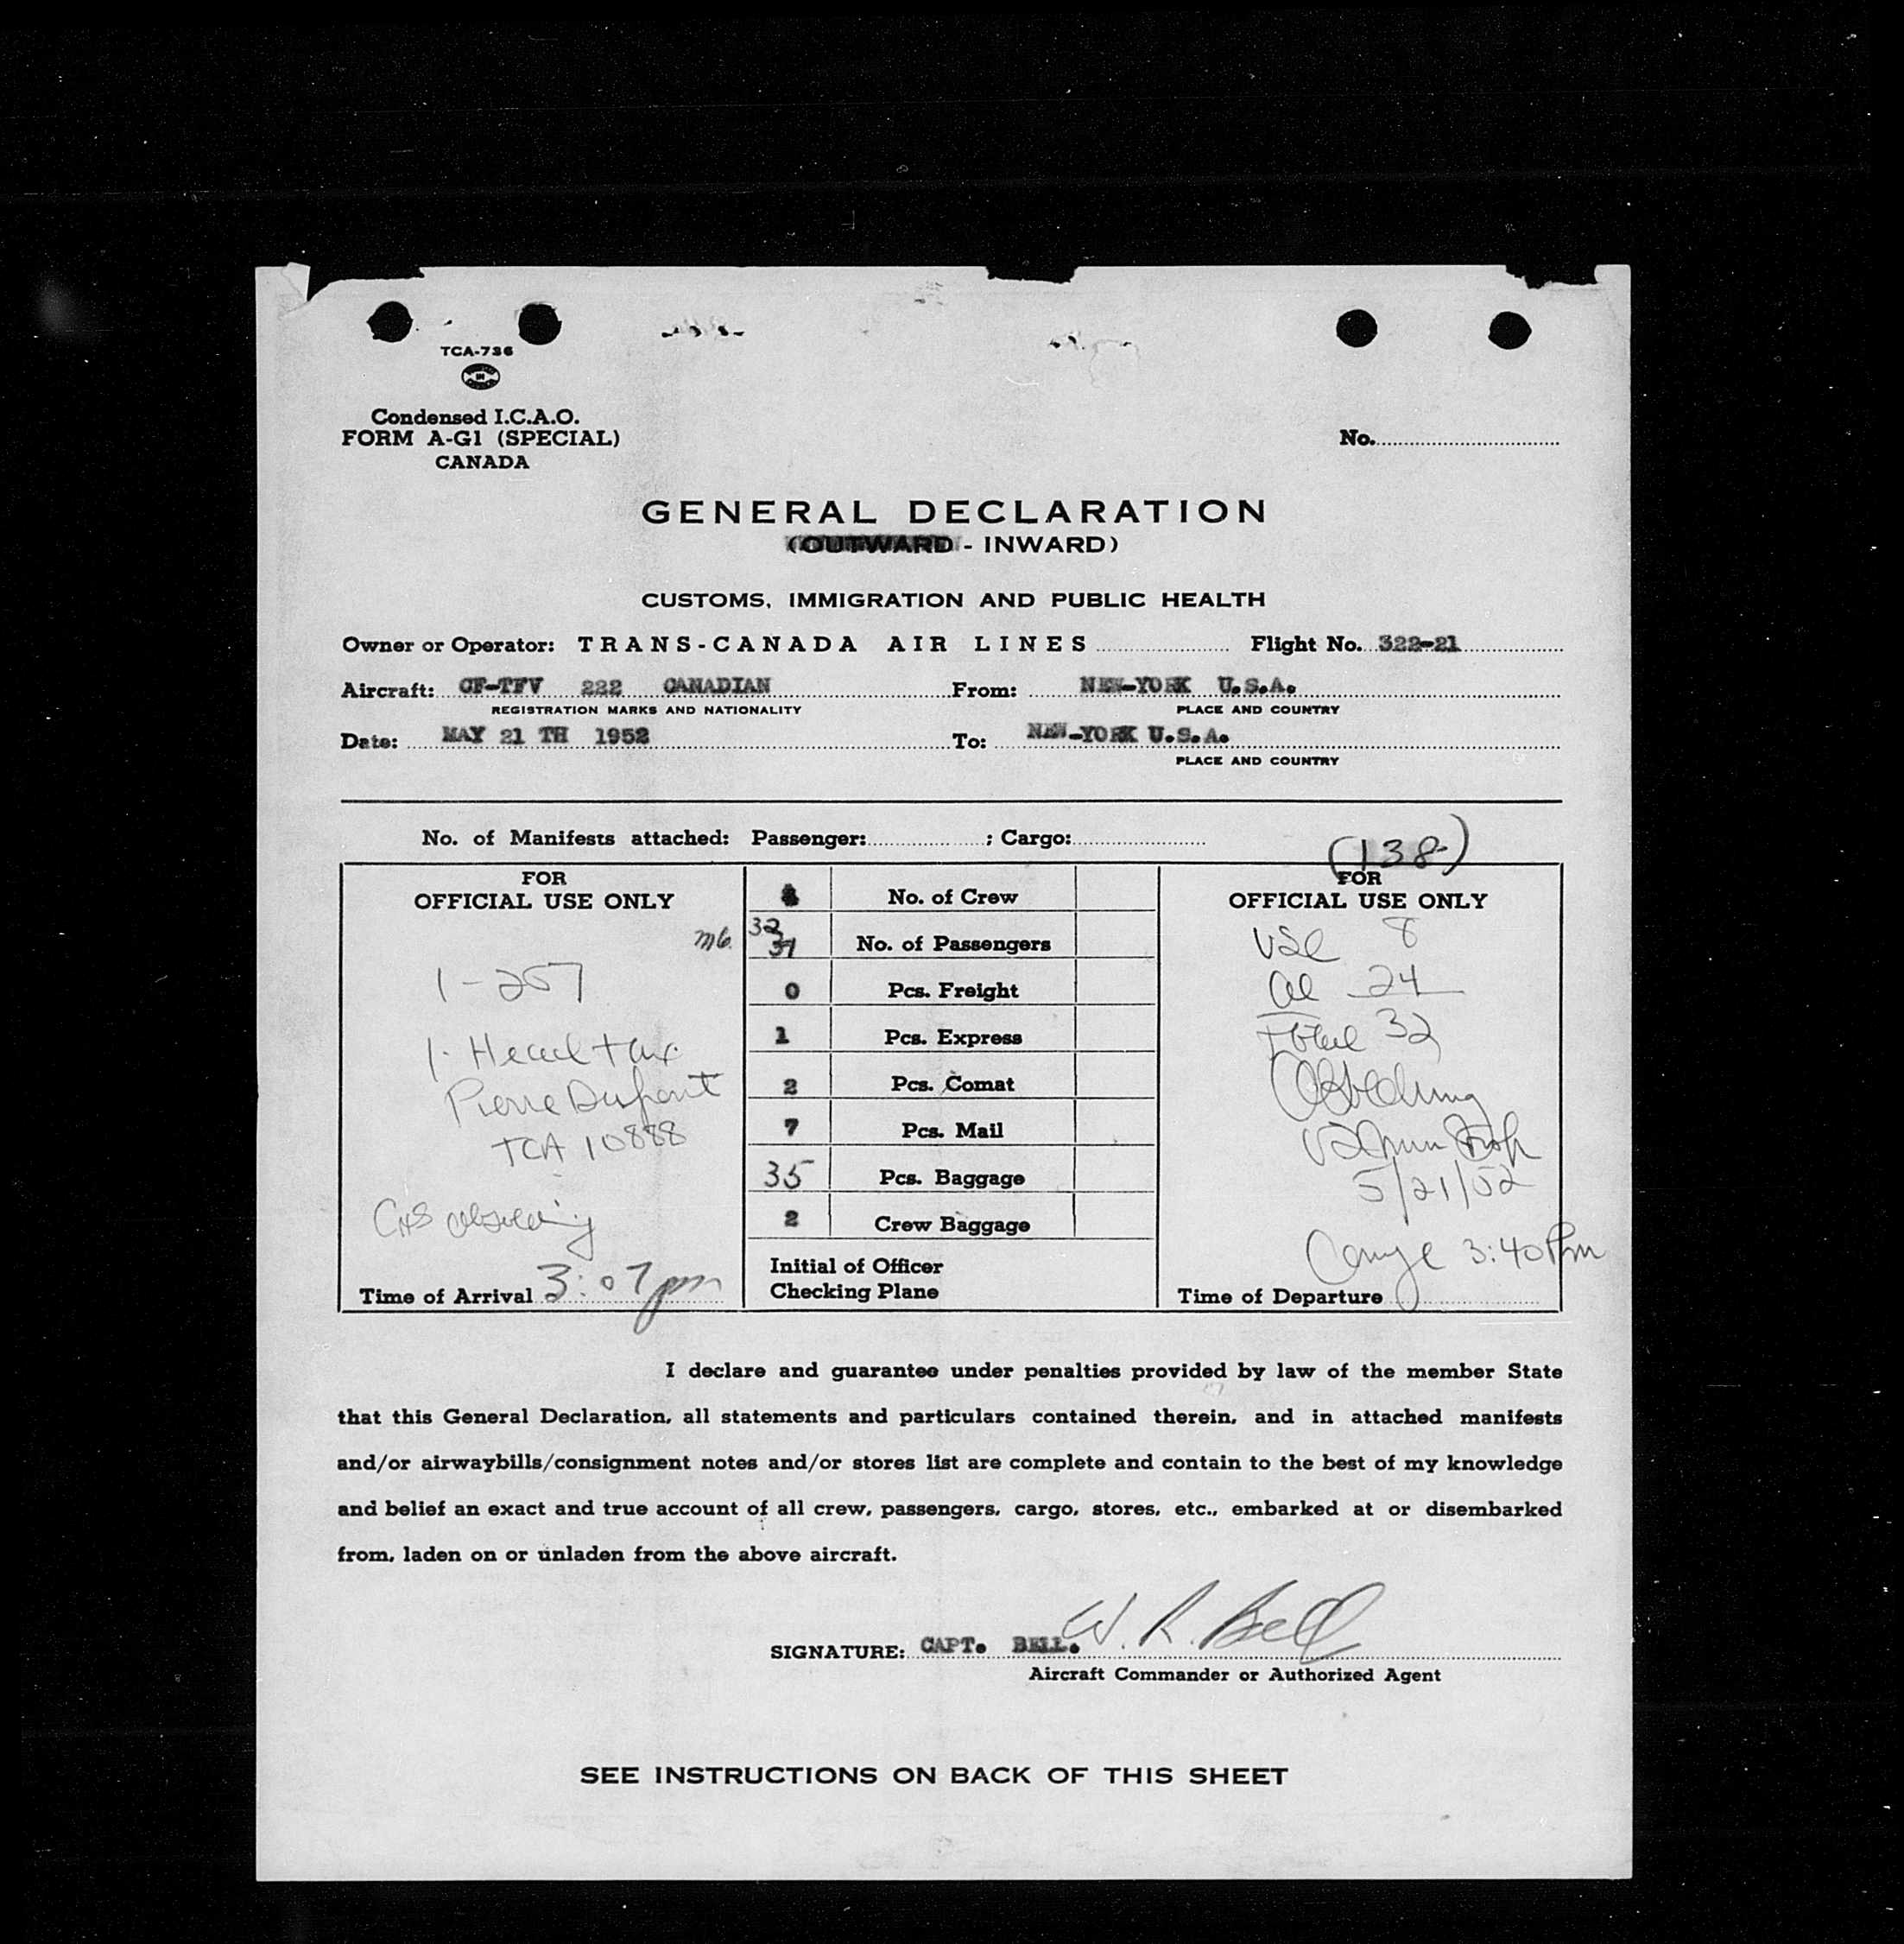 TCA-736
Condensed I.C.A.O.
FORM A-G1 (SPECIAL)
CANADA
No.
GENERAL DECLARATION
(OUTWARD - INWARD)
CUSTOMS, IMMIGRATION AND PUBLIC HEALTH
Owner or Operator: TRANS-CANADA AIR LINES Flight No. 322-21
Aircraft: CF-TFV 222 CANADIAN From: NEW-YORK U.S.A.
REGISTRATION MARKS AND NATIONALITY PLACE AND COUNTRY
Date: MAY 21 TH 1952 To: NEW-YORK U.S.A.
PLACE AND COUNTRY
No. of Manifests attached: Passenger: ; Cargo:
(138)
FOR
OFFICIAL USE ONLY
1-257
1. Head tax
Pierre Dupont
TCA 10888
Time of Arrival 3:07 pm
No. of Crew
32
31 No. of Passengers
0 Pcs. Freight
1 Pcs. Express
2 Pcs. Comat
7 Pcs. Mail
35 Pcs. Baggage
2 Crew Baggage
Initial of Officer
Checking Plane
FOR
OFFICIAL USE ONLY
USC 8
al 24
Total 32
5/21/52
3:40 Pm
Time of Departure
I declare and guarantee under penalties provided by law of the member State
that this General Declaration, all statements and particulars contained therein, and in attached manifests
and/or airwaybills/consignment notes and/or stores list are complete and contain to the best of my knowledge
and belief an exact and true account of all crew, passengers, cargo, stores, etc., embarked at or disembarked
from, laden on or unladen from the above aircraft.
SIGNATURE: CAPT. BELL. W. R. Bell
Aircraft Commander or Authorized Agent
SEE INSTRUCTIONS ON BACK OF THIS SHEET